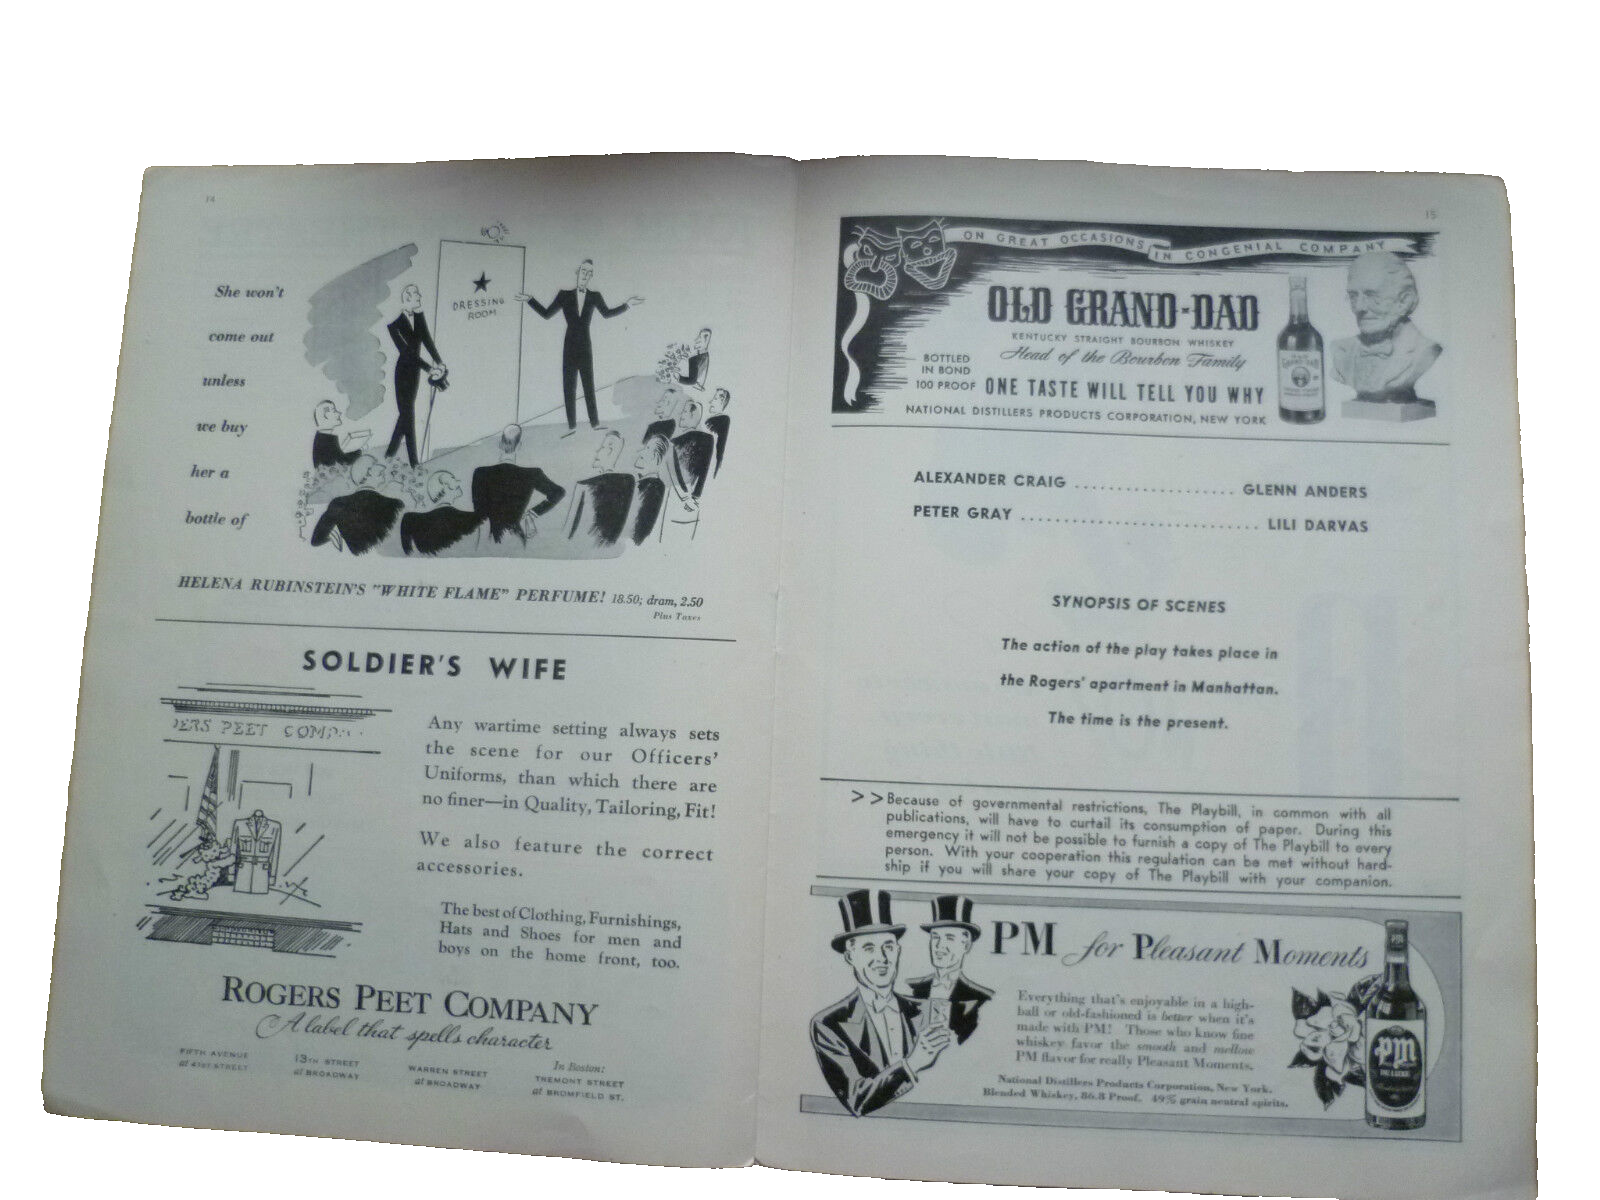 14
She won't
come out
unless
we buy
her a
bottle of
DRESSING
ROOM
HELENA RUBINSTEIN'S "WHITE FLAME" PERFUME! 18.50; dram, 2.50
Plus Taxes
SOLDIER'S WIFE
ERS PEET COMP
Any wartime setting always sets
the scene for our Officers'
Uniforms, than which there are
no finer—in Quality, Tailoring, Fit!
We also feature the correct
accessories.
The best of Clothing, Furnishings,
Hats and Shoes for men and
boys on the home front, too.
ROGERS PEET COMPANY
A label that spells character
FIFTH AVENUE
at 41ST STREET
13TH STREET
at BROADWAY
WARREN STREET
at BROADWAY
In Boston:
TREMONT STREET
at BROMFIELD ST.
15
ON GREAT OCCASIONS IN CONGENIAL COMPANY
OLD GRAND-DAD
KENTUCKY STRAIGHT BOURBON WHISKEY
Head of the Bourbon Family
BOTTLED
IN BOND
100 PROOF
ONE TASTE WILL TELL YOU WHY
NATIONAL DISTILLERS PRODUCTS CORPORATION, NEW YORK
ALEXANDER CRAIG .................. GLENN ANDERS
PETER GRAY .......................... LILI DARVAS
SYNOPSIS OF SCENES
The action of the play takes place in
the Rogers' apartment in Manhattan.
The time is the present.
>>Because of governmental restrictions, The Playbill, in common with all
publications, will have to curtail its consumption of paper. During this
emergency it will not be possible to furnish a copy of The Playbill to every
person. With your cooperation this regulation can be met without hard-
ship if you will share your copy of The Playbill with your companion.
PM for Pleasant Moments
Everything that's enjoyable in a high-
ball or old-fashioned is better when it's
made with PM! Those who know fine
whiskey favor the smooth and mellow
PM flavor for really Pleasant Moments.
National Distillers Products Corporation, New York.
Blended Whiskey, 86.8 Proof. 49% grain neutral spirits.
PM
pm
DE LUXE